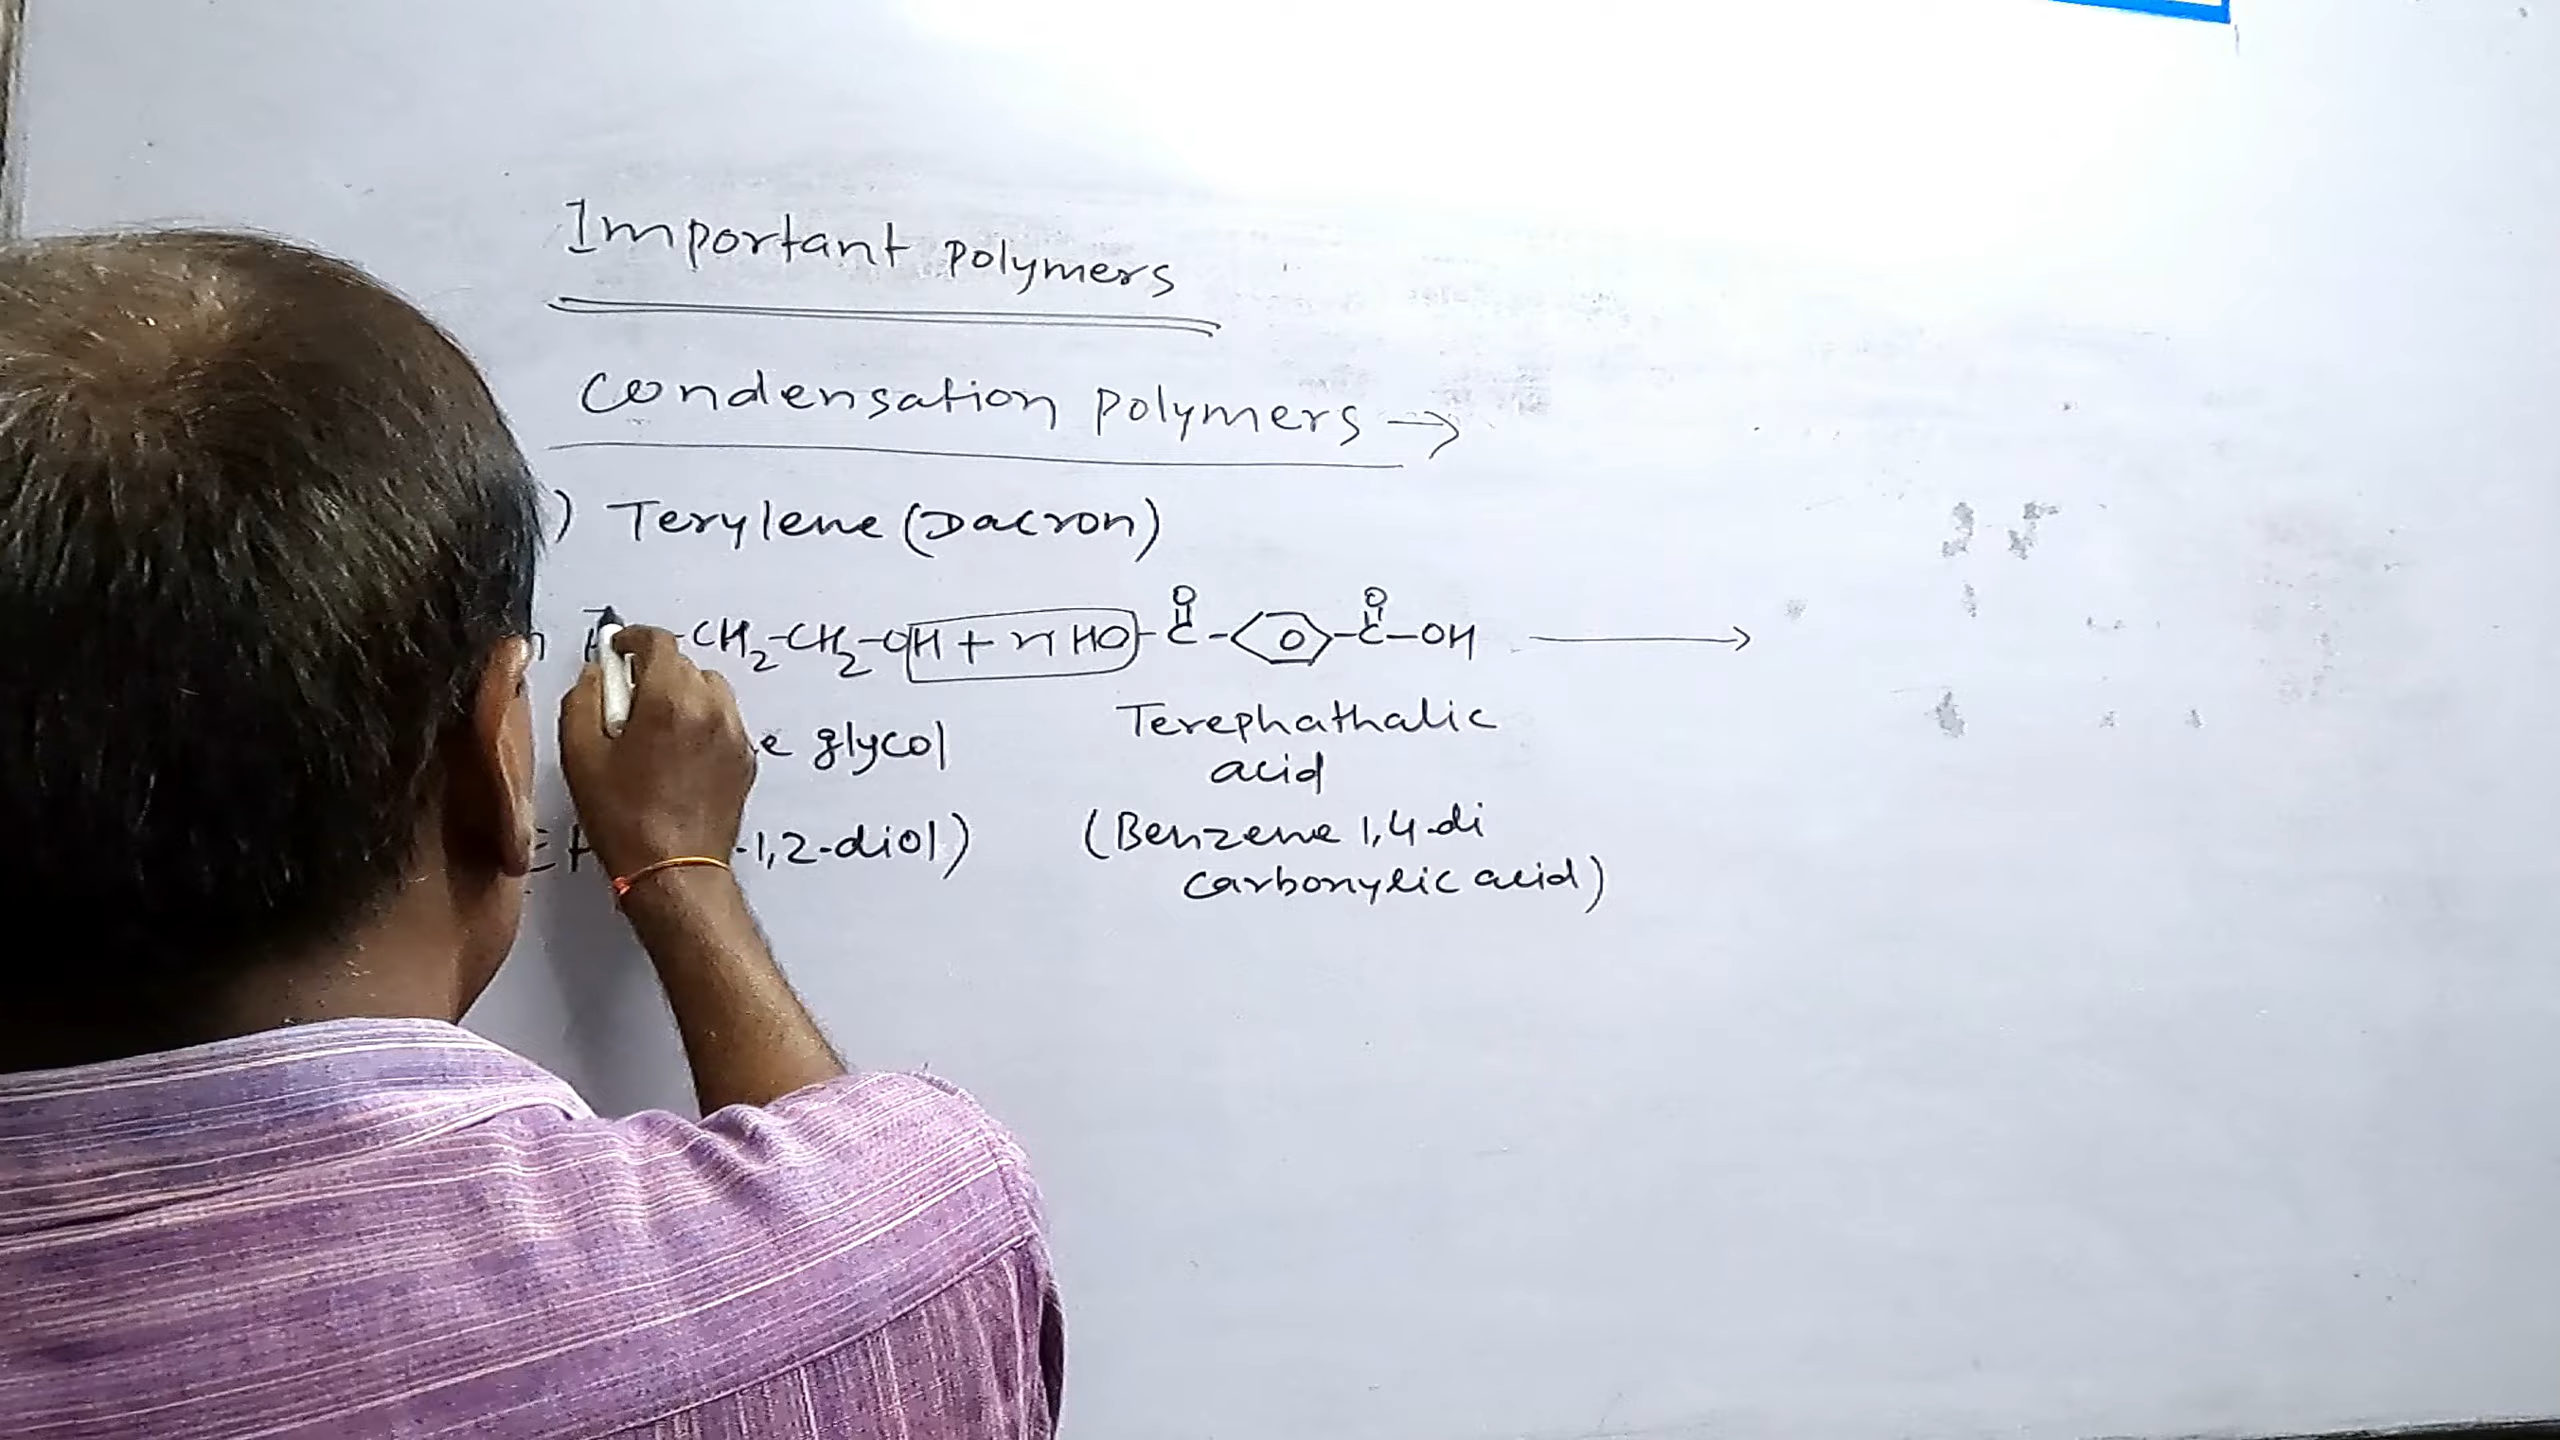 Important polymers
Condensation polymers →
) Terylene (Dacron)
n H -CH2-CH2-OH + n HO-C-⌬-C-OH ⟶
O O
e glycol
Terephathalic
acid
-1,2-diol)
(Benzene 1,4-di
carbonylic acid)